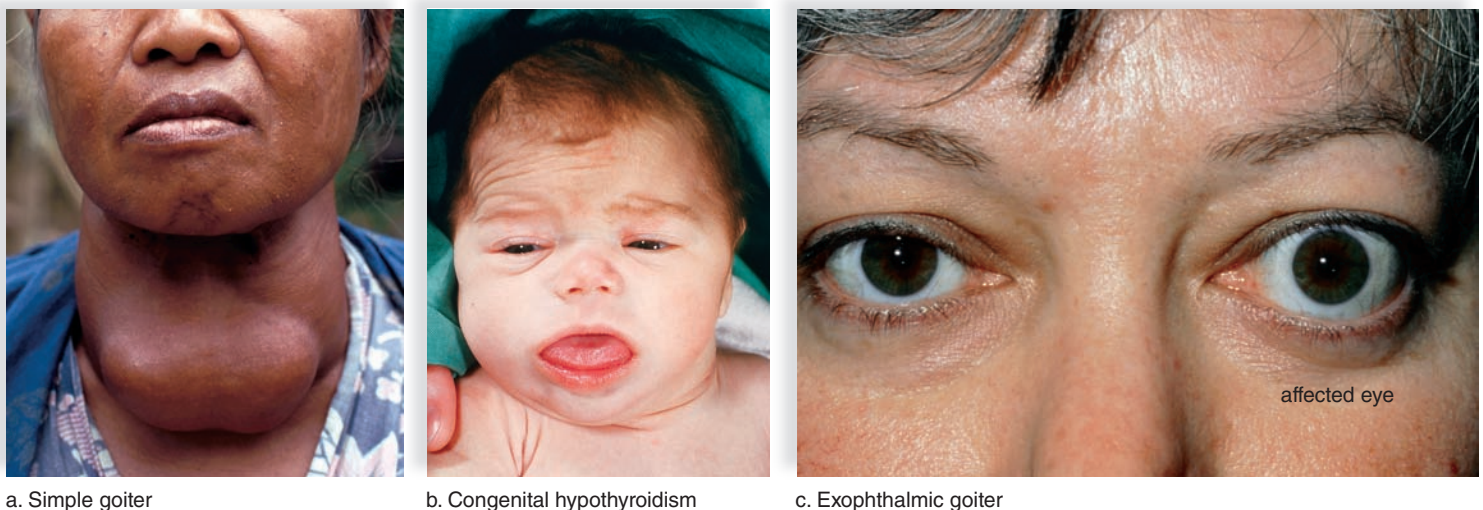 affected eye
a. Simple goiter
b. Congenital hypothyroidism
c. Exophthalmic goiter